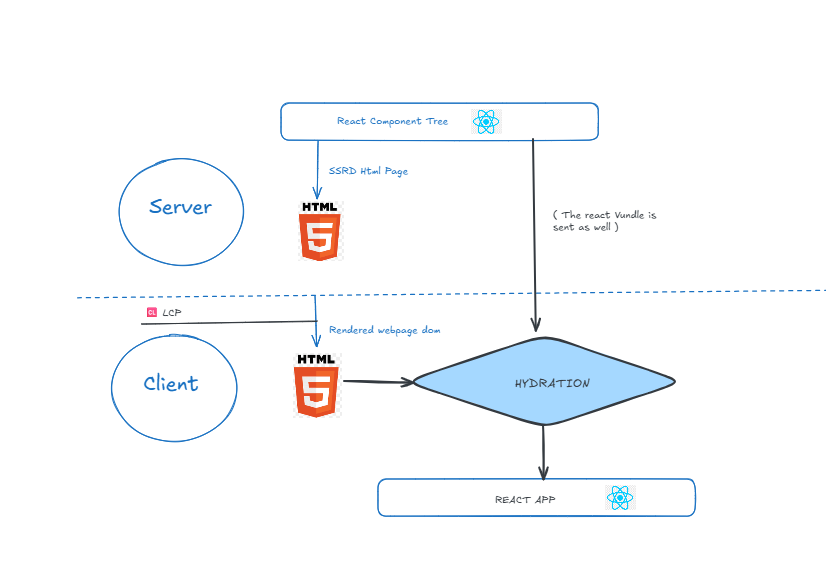 React Component Tree
SSRD Html Page
HTML
5
Server
( The react Vundle is
sent as well )
CL LCP
Rendered webpage dom
HTML
5
Client
HYDRATION
REACT APP